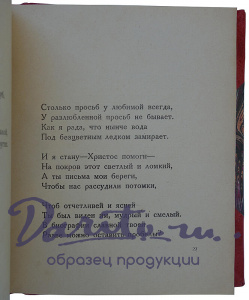 Столько просьб у любимой всегда,
У разлюбленной просьб не бывает.
Как я рада, что нынче вода
Под бесцветным ледком замирает.
И я стану—Христос помоги—
На покров этот светлый и ломкий,
А ты письма мои береги,
Чтобы нас рассудили потомки,
Чтоб отчетливей и ясней
Ты был виден им, мудрый и смелый.
В биографии славной твоей
образец продукции